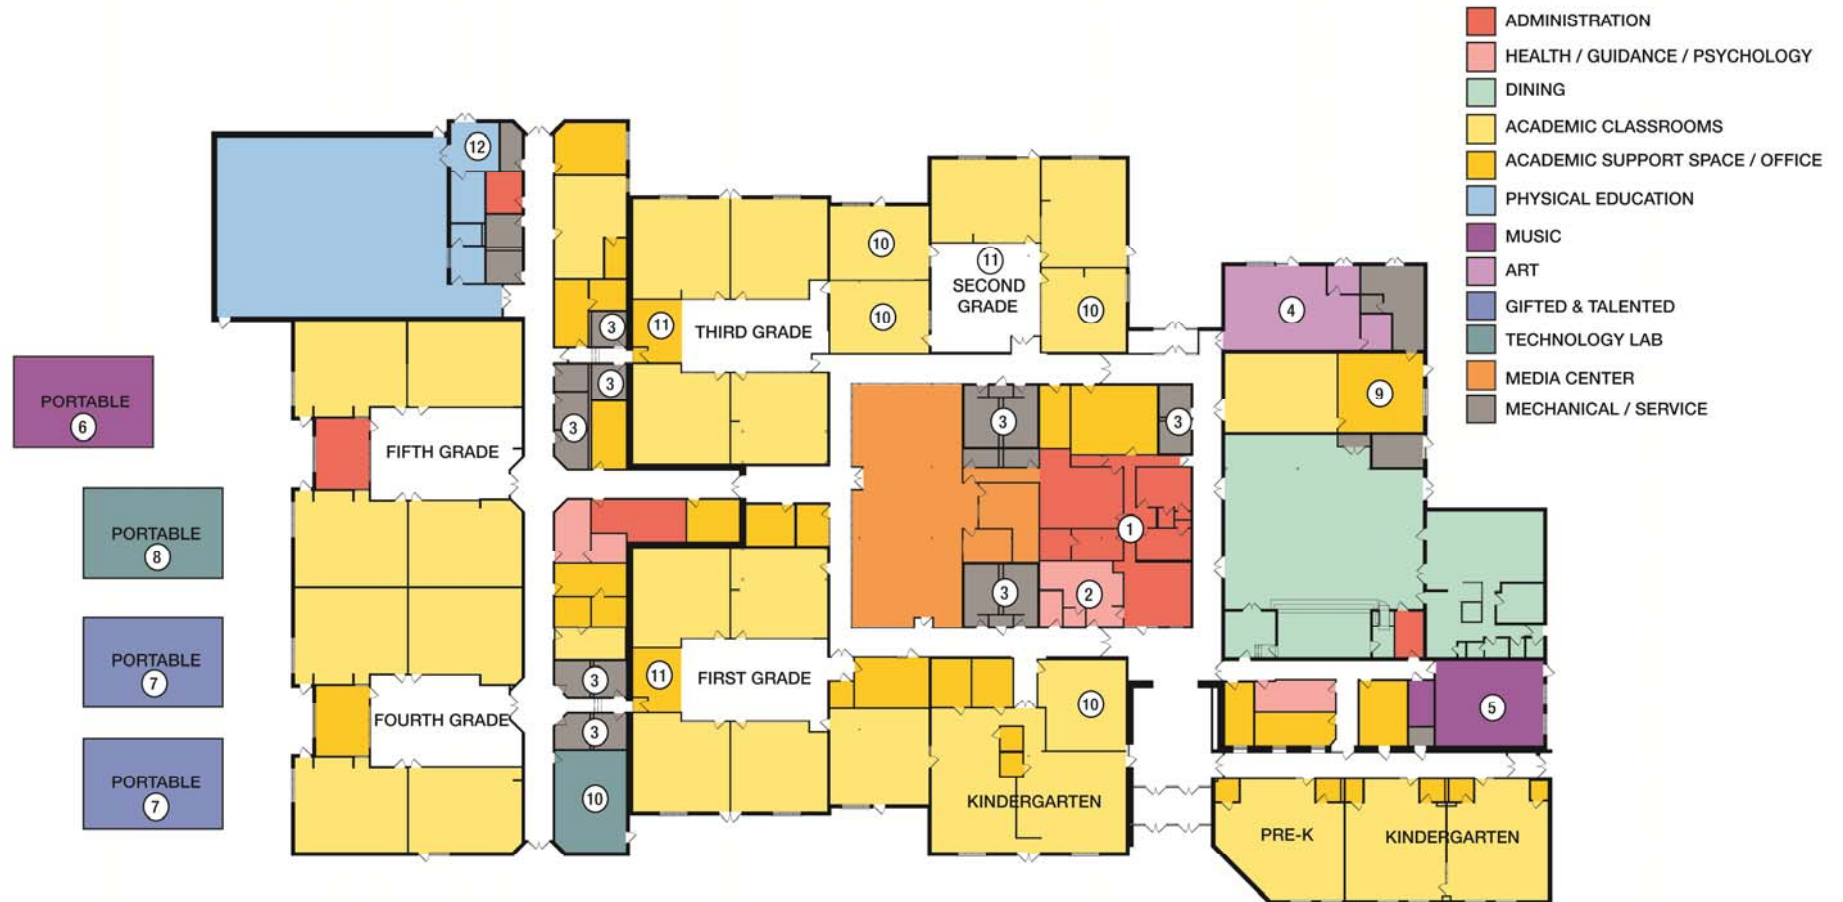 ADMINISTRATION
HEALTH / GUIDANCE / PSYCHOLOGY
DINING
ACADEMIC CLASSROOMS
ACADEMIC SUPPORT SPACE / OFFICE
PHYSICAL EDUCATION
MUSIC
ART
GIFTED & TALENTED
TECHNOLOGY LAB
MEDIA CENTER
MECHANICAL / SERVICE
12
10
11
SECOND
GRADE
10
10
4
3
11
THIRD GRADE
3
9
PORTABLE
6
3
3
3
FIFTH GRADE
PORTABLE
8
1
3
2
PORTABLE
7
3
11
FIRST GRADE
10
5
FOURTH GRADE
3
PORTABLE
7
10
KINDERGARTEN
PRE-K
KINDERGARTEN